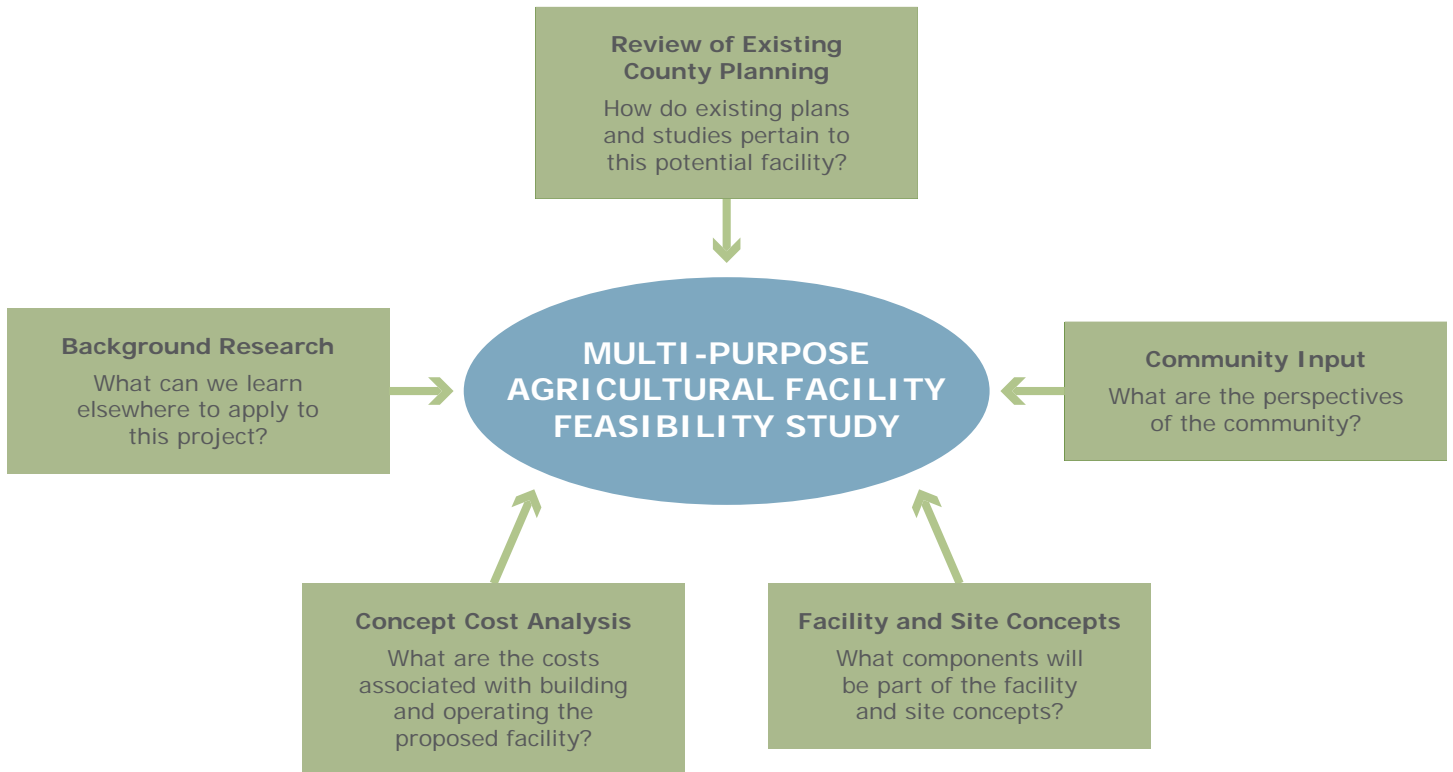 Review of Existing
County Planning
How do existing plans
and studies pertain to
this potential facility?
Background Research
What can we learn
elsewhere to apply to
this project?
MULTI-PURPOSE
AGRICULTURAL FACILITY
FEASIBILITY STUDY
Community Input
What are the perspectives
of the community?
Concept Cost Analysis
What are the costs
associated with building
and operating the
proposed facility?
Facility and Site Concepts
What components will
be part of the facility
and site concepts?